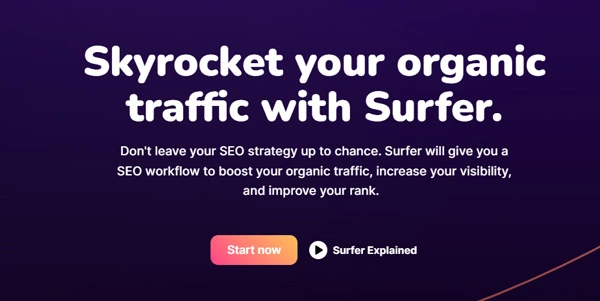 Skyrocket your organic
traffic with Surfer.
Don't leave your SEO strategy up to chance. Surfer will give you a
SEO workflow to boost your organic traffic, increase your visibility,
and improve your rank.
Start now
Surfer Explained